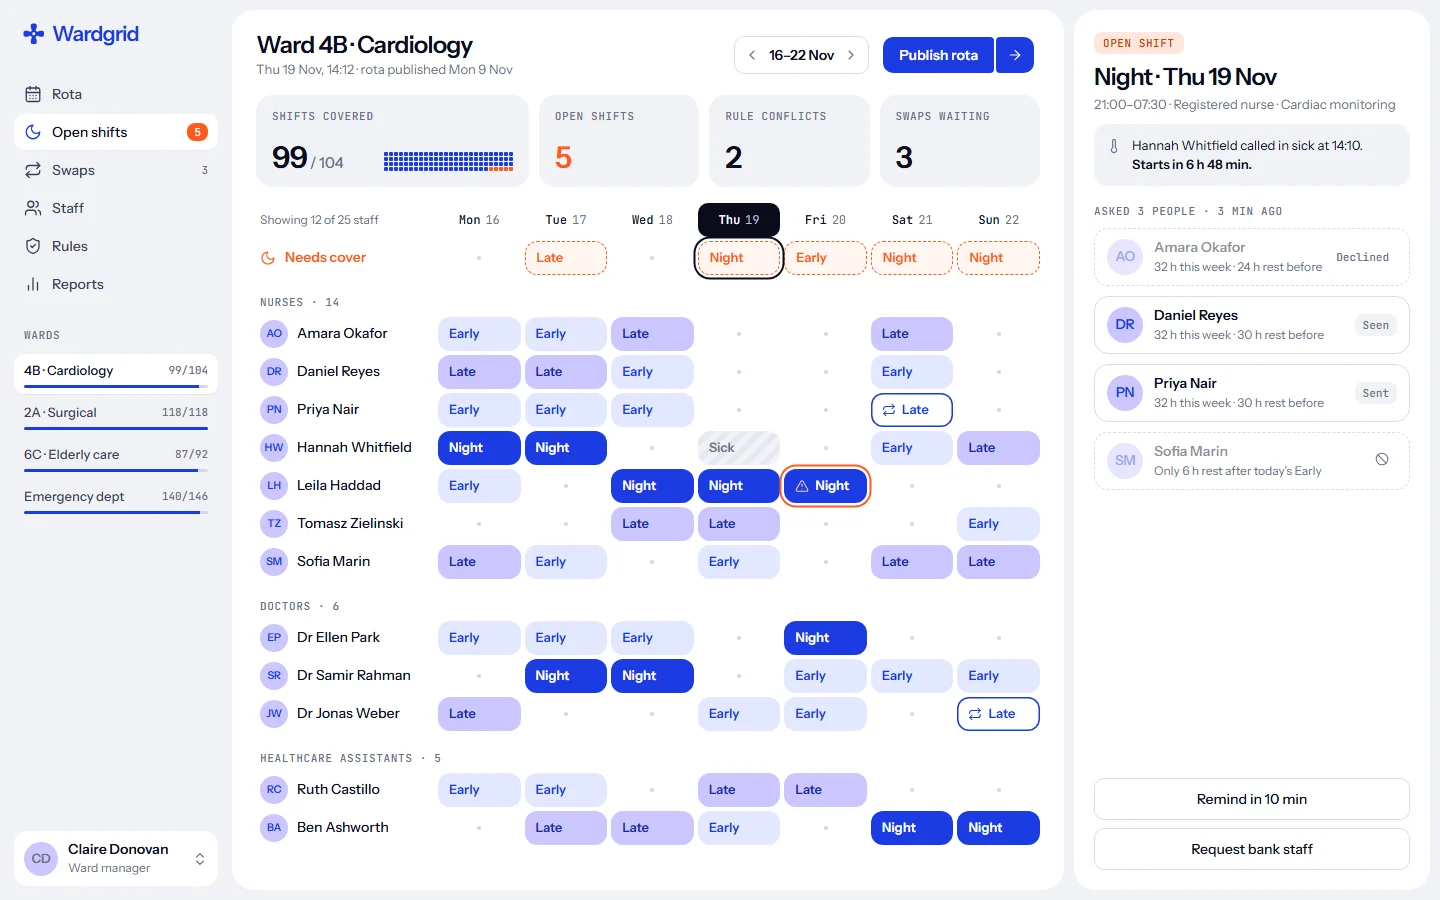 Wardgrid
Rota
Open shifts 5
Swaps 3
Staff
Rules
Reports
WARDS
4B · Cardiology 99/104
2A · Surgical 118/118
6C · Elderly care 87/92
Emergency dept 140/146
CD Claire Donovan
Ward manager
Ward 4B · Cardiology
Thu 19 Nov, 14:12 · rota published Mon 9 Nov
16–22 Nov
Publish rota
SHIFTS COVERED
99 / 104
OPEN SHIFTS
5
RULE CONFLICTS
2
SWAPS WAITING
3
Showing 12 of 25 staff Mon 16 Tue 17 Wed 18 Thu 19 Fri 20 Sat 21 Sun 22
Needs cover Late Night Early Night Night
NURSES · 14
AO Amara Okafor Early Early Late Late
DR Daniel Reyes Late Late Early Early
PN Priya Nair Early Early Early Late
HW Hannah Whitfield Night Night Sick Early Late
LH Leila Haddad Early Night Night Night
TZ Tomasz Zielinski Late Late Early
SM Sofia Marin Late Early Early Late Late
DOCTORS · 6
EP Dr Ellen Park Early Early Early Night
SR Dr Samir Rahman Night Night Early Early Early
JW Dr Jonas Weber Late Early Early Late
HEALTHCARE ASSISTANTS · 5
RC Ruth Castillo Early Early Late Late
BA Ben Ashworth Late Late Early Night Night
OPEN SHIFT
Night · Thu 19 Nov
21:00–07:30 · Registered nurse · Cardiac monitoring
Hannah Whitfield called in sick at 14:10.
Starts in 6 h 48 min.
ASKED 3 PEOPLE · 3 MIN AGO
AO Amara Okafor
32 h this week · 24 h rest before
Declined
DR Daniel Reyes
32 h this week · 30 h rest before
Seen
PN Priya Nair
32 h this week · 30 h rest before
Sent
SM Sofia Marin
Only 6 h rest after today's Early
Remind in 10 min
Request bank staff